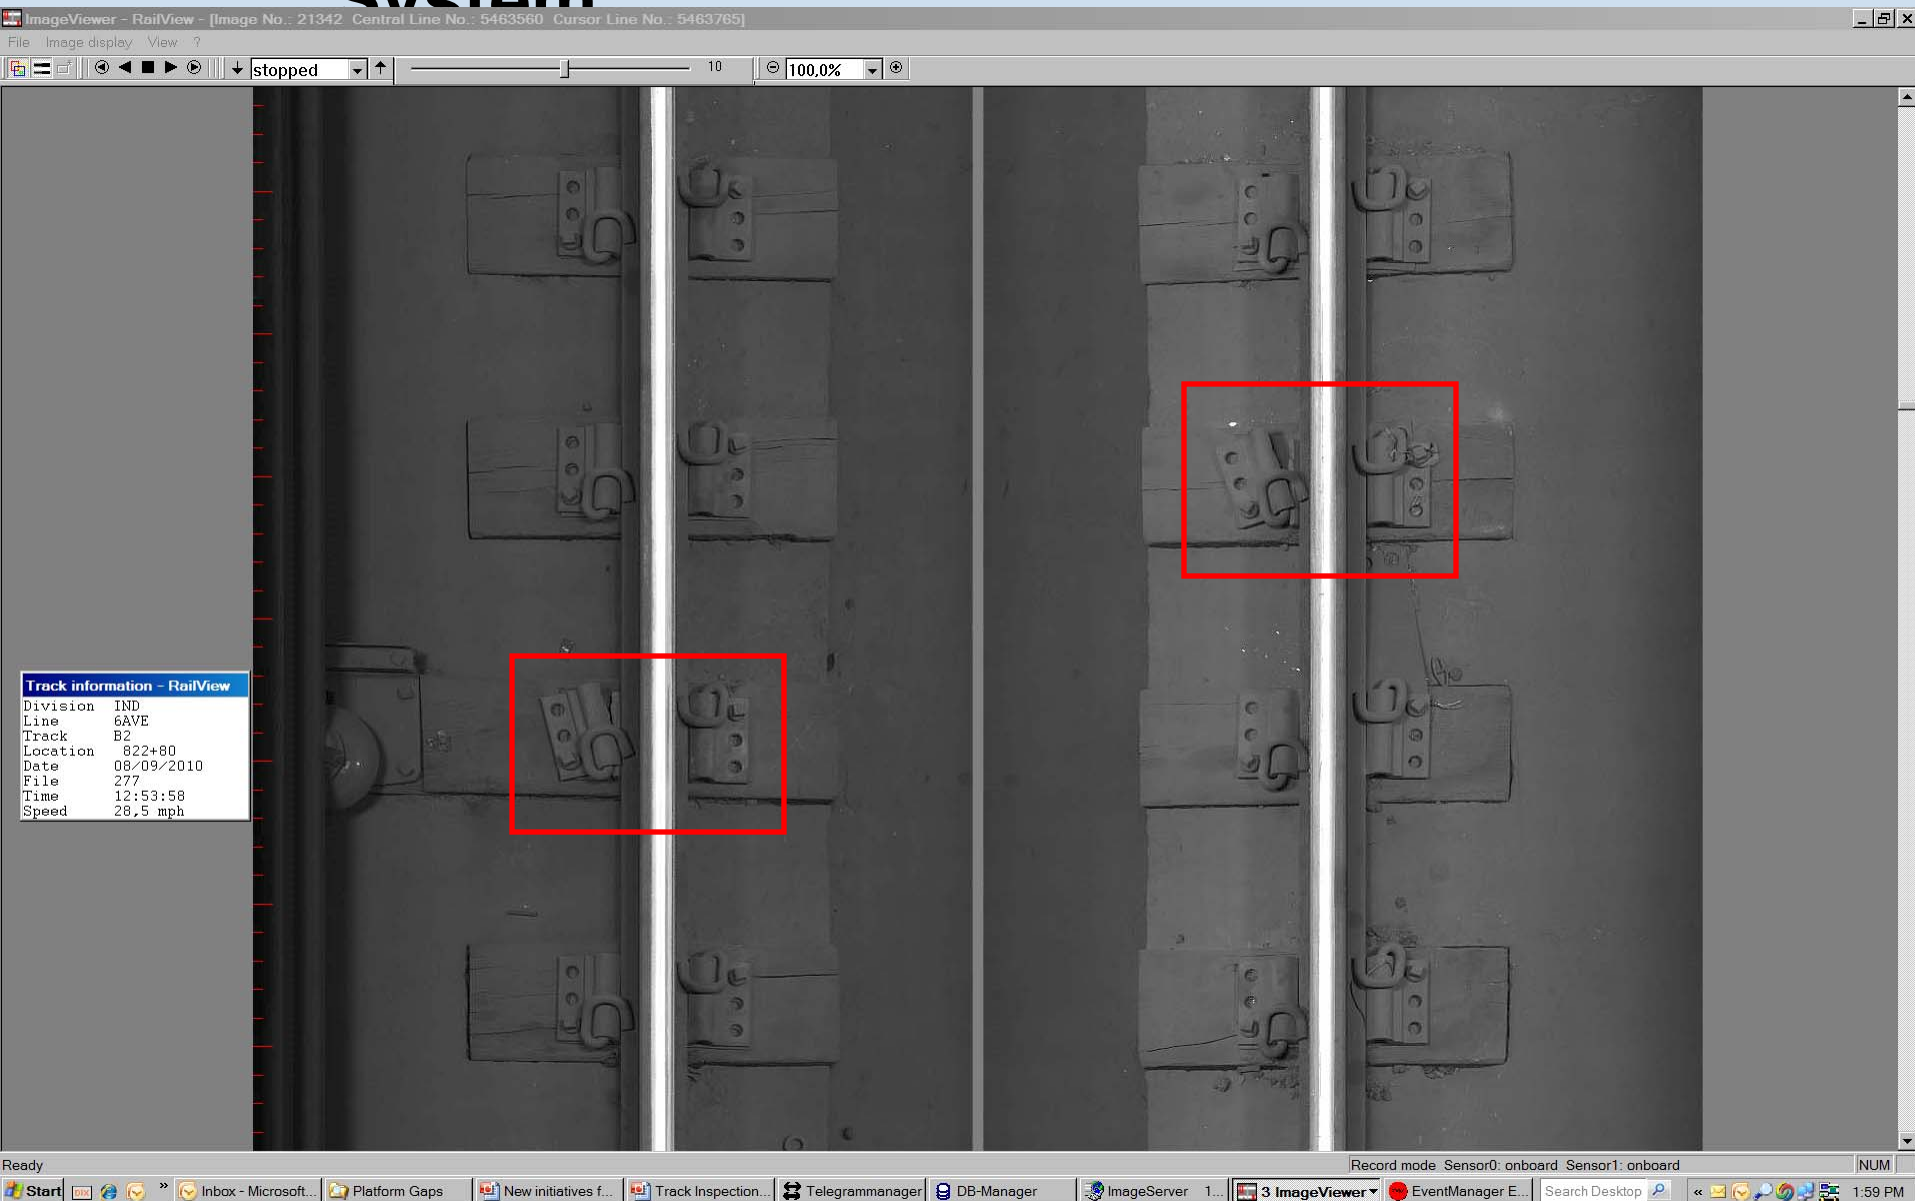 System
ImageViewer - RailView - [Image No.: 21342 Central Line No.: 5463560 Cursor Line No.: 5463765]
File Image display View ?
stopped 10 100,0%
Track information - RailView
Division IND
Line 6AVE
Track B2
Location 822+80
Date 08/09/2010
File 277
Time 12:53:58
Speed 28,5 mph
Ready Record mode Sensor0: onboard Sensor1: onboard NUM
Start DIX » Inbox - Microsoft... Platform Gaps New initiatives f... Track Inspection... Telegrammanager DB-Manager ImageServer 1... 3 ImageViewer EventManager E... Search Desktop « 1:59 PM